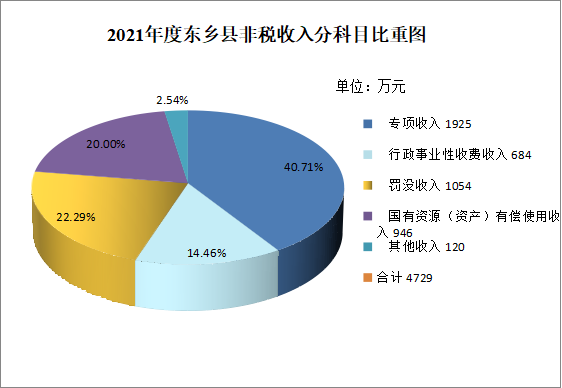 2021年度东乡县非税收入分科目比重图
单位：万元
2.54%
20.00%
40.71%
22.29%
14.46%
专项收入 1925
行政事业性收费收入 684
罚没收入 1054
国有资源（资产）有偿使用收
入 946
其他收入 120
合计 4729